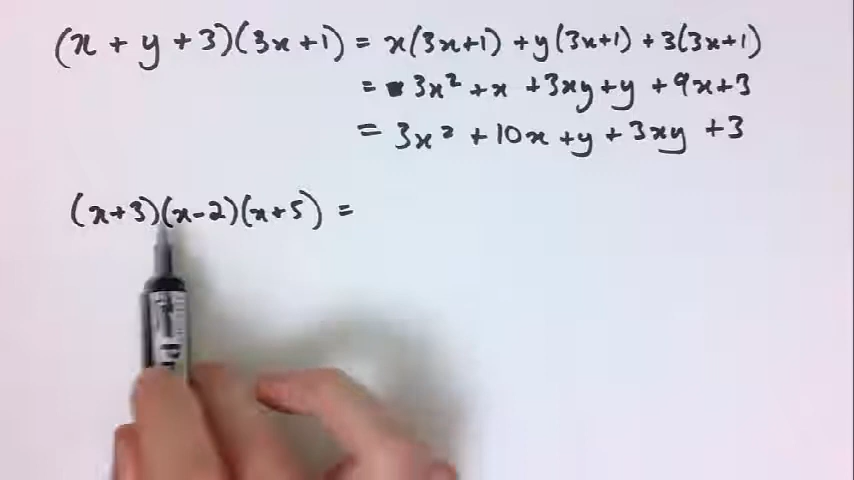 (x + y + 3)(3x+1) = x(3x+1) + y(3x+1) + 3(3x+1)
= 3x² + x + 3xy + y + 9x + 3
= 3x² + 10x + y + 3xy + 3
(x+3)(x-2)(x+5) =